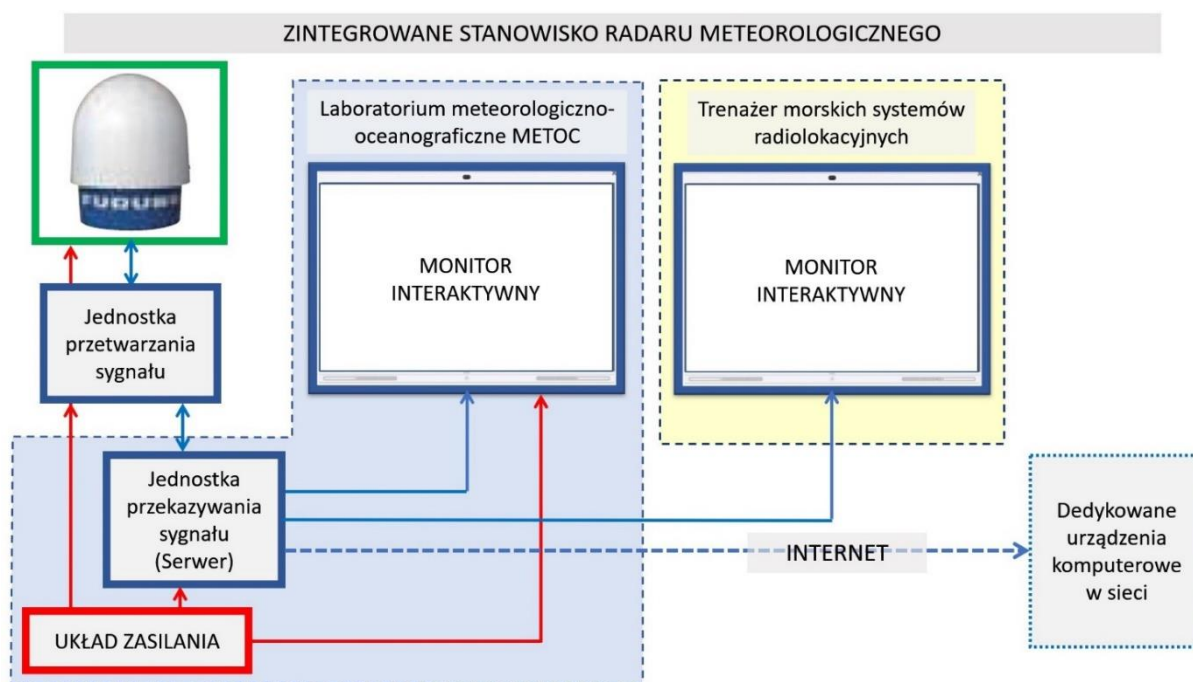 ZINTEGROWANE STANOWISKO RADARU METEOROLOGICZNEGO
FURUNO
Laboratorium meteorologiczno-
oceanograficzne METOC
Trenażer morskich systemów
radiolokacyjnych
MONITOR
INTERAKTYWNY
MONITOR
INTERAKTYWNY
Jednostka
przetwarzania
sygnału
Jednostka
przekazywania
sygnału
(Serwer)
INTERNET
Dedykowane
urządzenia
komputerowe
w sieci
UKŁAD ZASILANIA